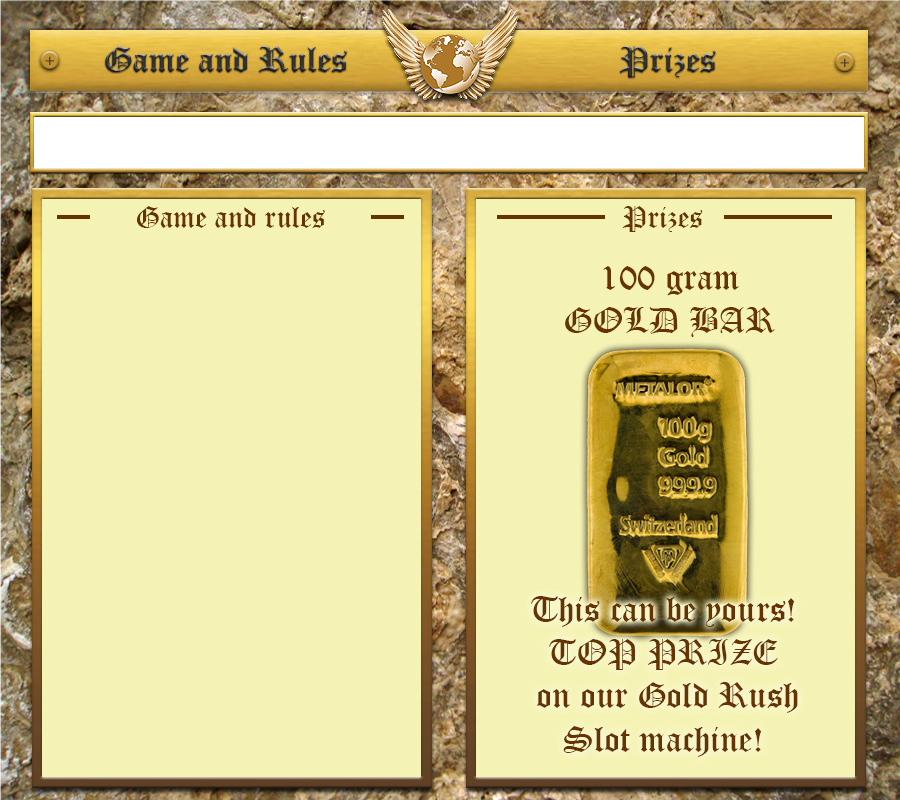 Game and Rules
Prizes
Game and rules
Prizes
100 gram
GOLD BAR
METALOR®
100g
Gold
999.9
Switzerland
This can be yours!
TOP PRIZE
on our Gold Rush
Slot machine!